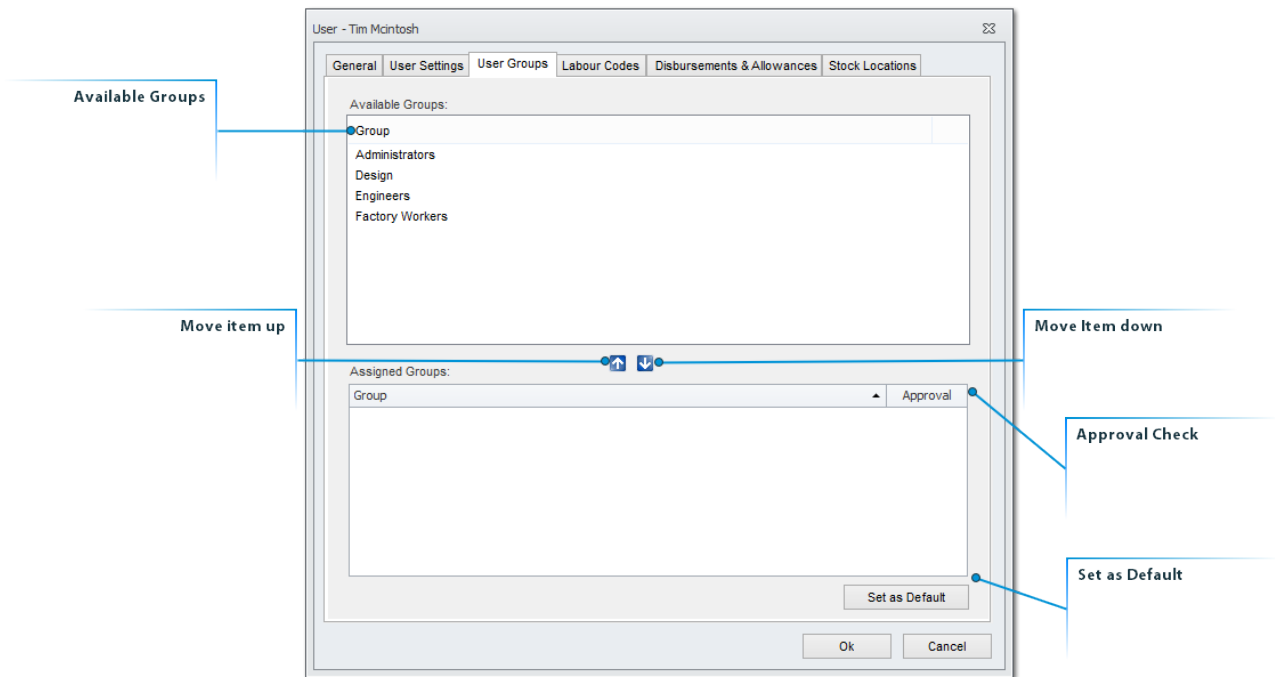 User - Tim Mcintosh
General User Settings User Groups Labour Codes Disbursements & Allowances Stock Locations
Available Groups
Available Groups:
Group
Administrators
Design
Engineers
Factory Workers
Move item up
Move Item down
Assigned Groups:
Group Approval
Approval Check
Set as Default
Set as Default
Ok Cancel